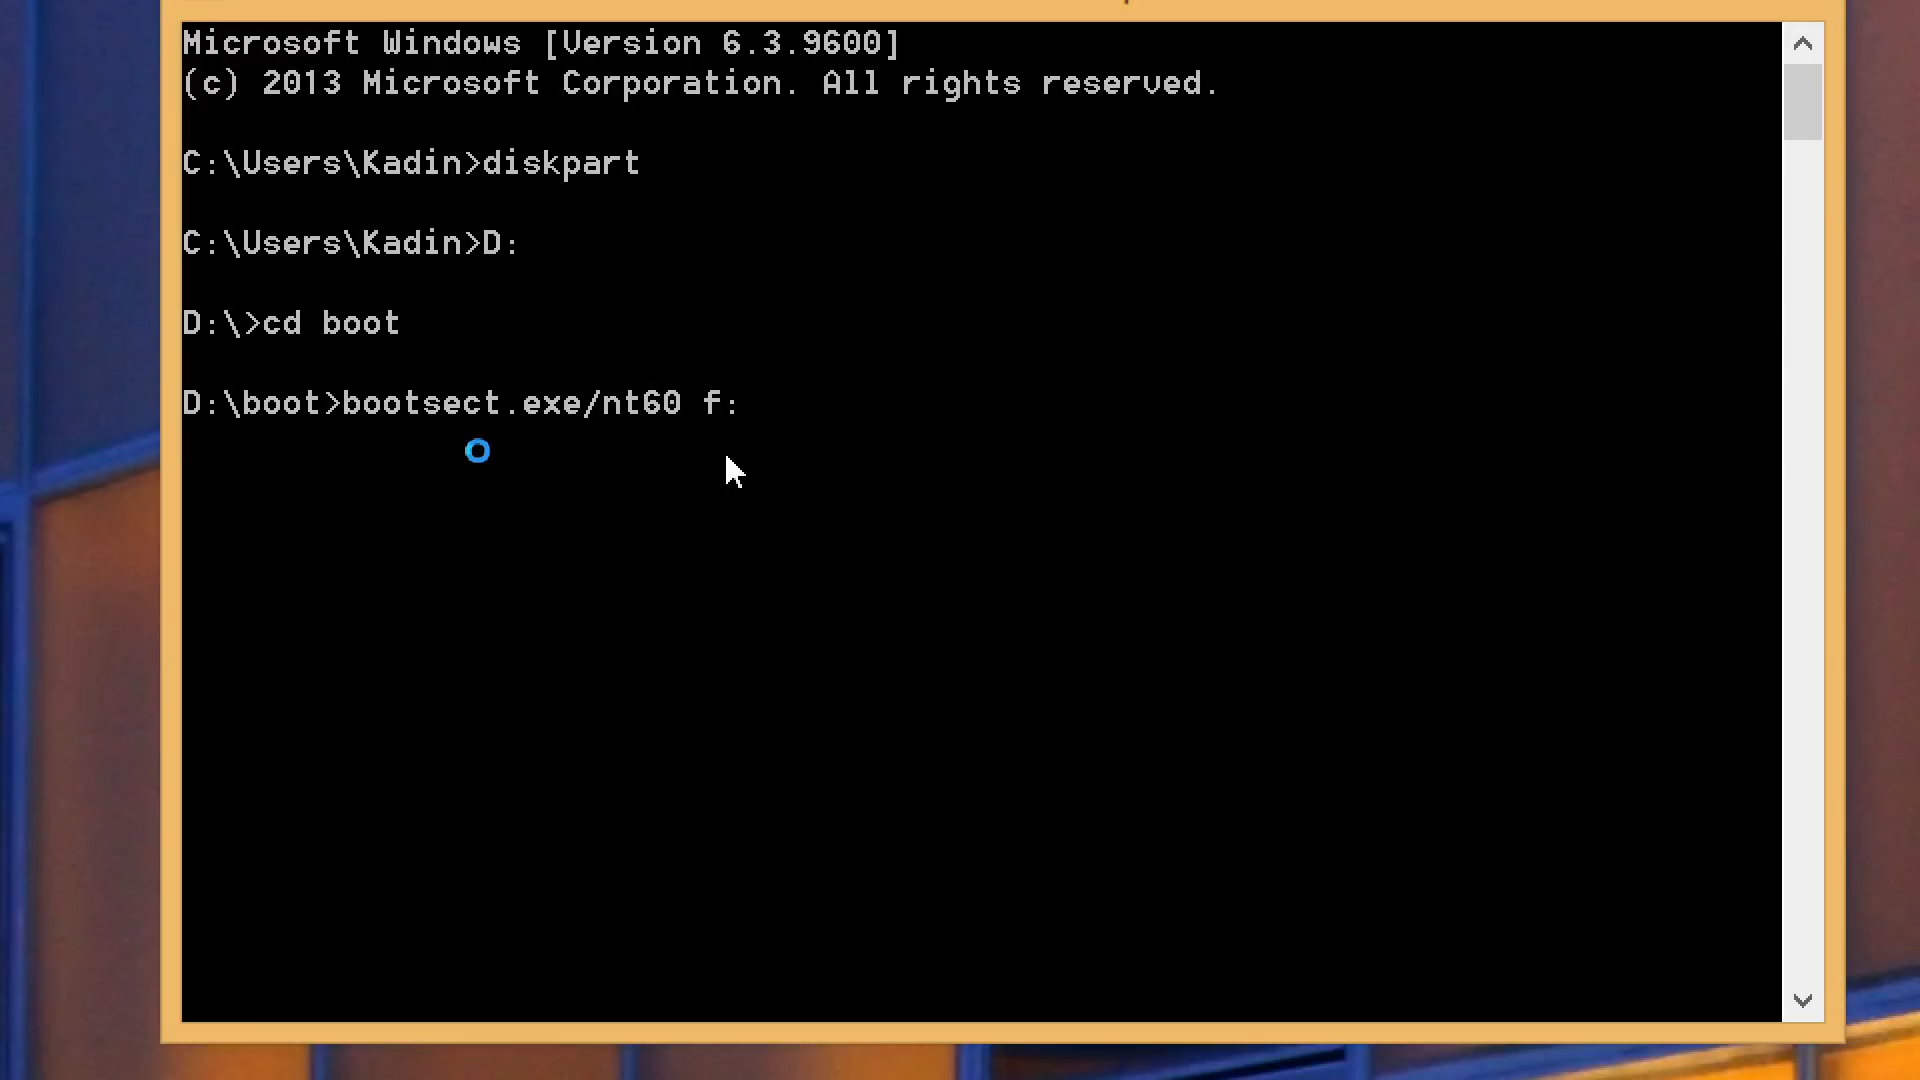 Microsoft Windows [Version 6.3.9600]
(c) 2013 Microsoft Corporation. All rights reserved.
C:\Users\Kadin>diskpart
C:\Users\Kadin>D:
D:\>cd boot
D:\boot>bootsect.exe/nt60 f: